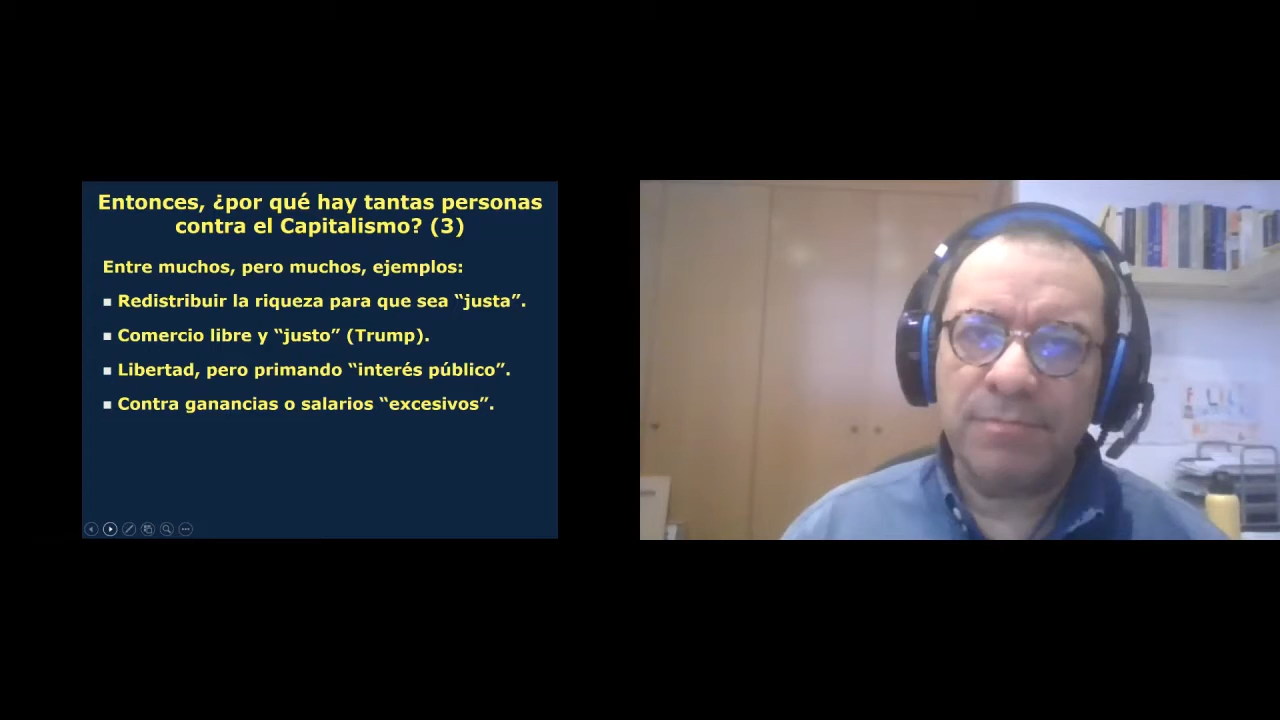 Entonces, ¿por qué hay tantas personas
contra el Capitalismo? (3)
Entre muchos, pero muchos, ejemplos:
▪ Redistribuir la riqueza para que sea “justa”.
▪ Comercio libre y “justo” (Trump).
▪ Libertad, pero primando “interés público”.
▪ Contra ganancias o salarios “excesivos”.